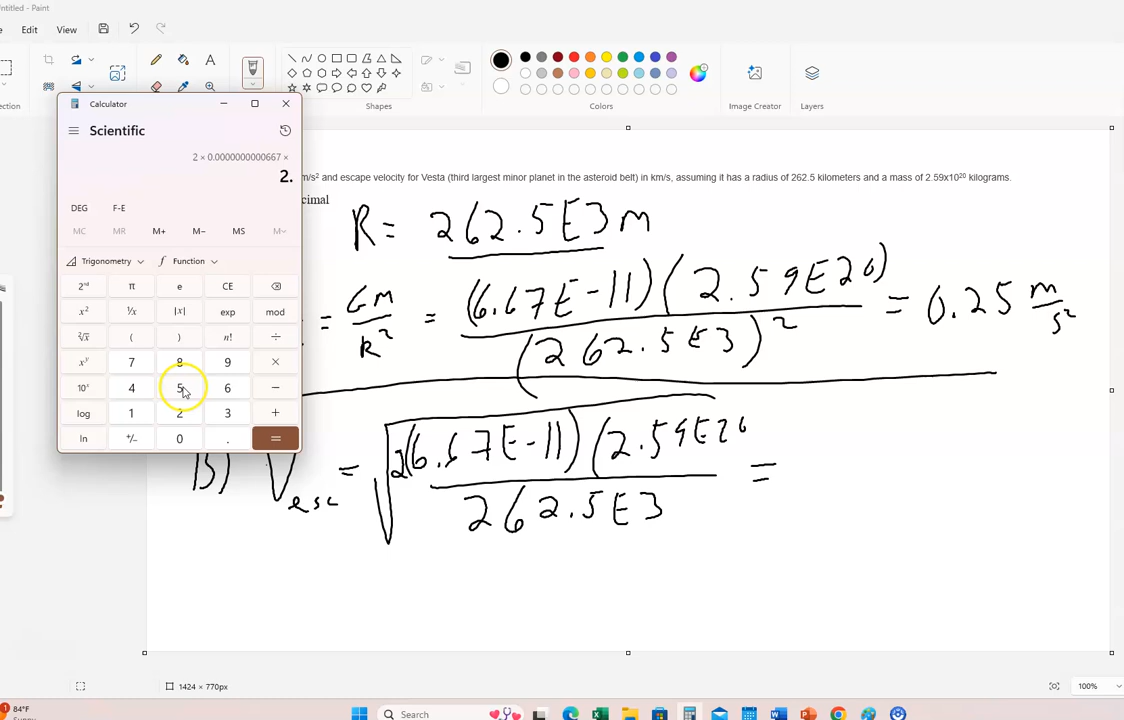 Untitled - Paint
Edit View
Shapes
Colors
Image Creator
Layers
Calculator
Scientific
2 × 0.0000000000667 ×
2.
DEG F-E
MC MR M+ M− MS M˅
Trigonometry f Function
2ⁿᵈ π e CE
x² ¹/x |x| exp mod
²√x ( ) n! ÷
xʸ 7 8 9 ×
10ˣ 4 5 6 −
log 1 2 3 +
ln +/− 0 . =
m/s² and escape velocity for Vesta (third largest minor planet in the asteroid belt) in km/s, assuming it has a radius of 262.5 kilometers and a mass of 2.59x10²⁰ kilograms.
cimal
R = 262.5E3 m
= GM/R² = (6.67E-11)(2.59E20)/(262.5E3)² = 0.25 m/s²
B) V esc = √2(6.67E-11)(2.59E20/262.5E3 =
1424 × 770px
100%
84°F
Sunny
Search